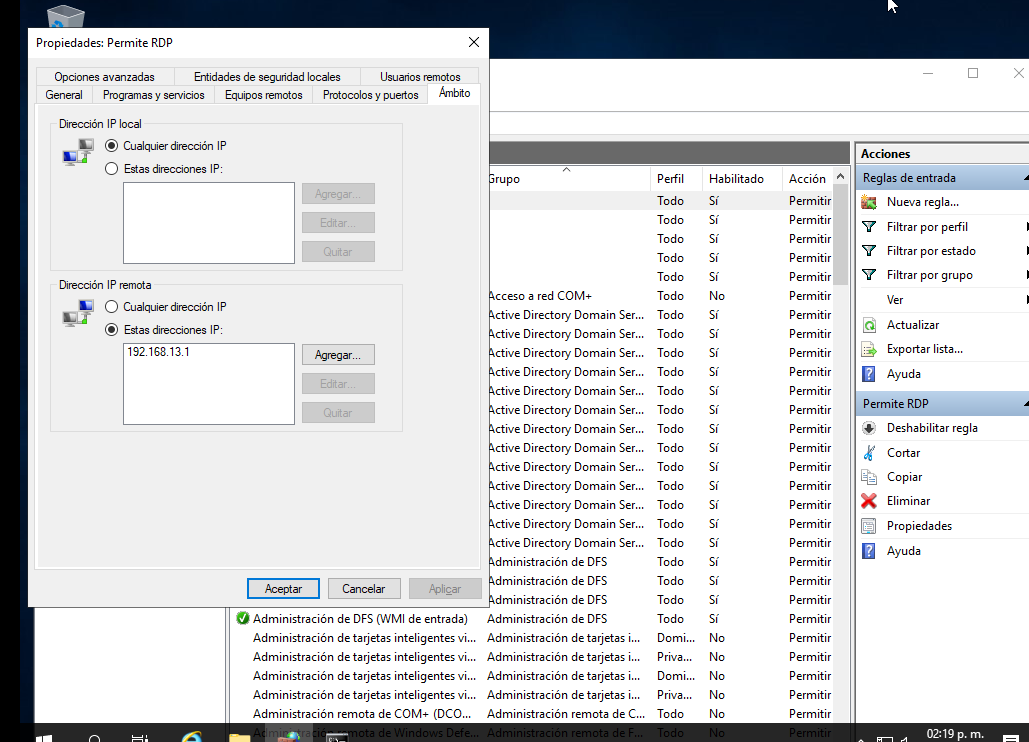 Propiedades: Permite RDP
Opciones avanzadas Entidades de seguridad locales Usuarios remotos
General Programas y servicios Equipos remotos Protocolos y puertos Ámbito
Dirección IP local
Cualquier dirección IP
Estas direcciones IP:
Agregar...
Editar...
Quitar
Dirección IP remota
Cualquier dirección IP
Estas direcciones IP:
192.168.13.1
Agregar...
Editar...
Quitar
Aceptar Cancelar Aplicar
Grupo Perfil Habilitado Acción
Todo Sí Permitir
Todo Sí Permitir
Todo Sí Permitir
Todo Sí Permitir
Todo Sí Permitir
Acceso a red COM+ Todo No Permitir
Active Directory Domain Ser... Todo Sí Permitir
Active Directory Domain Ser... Todo Sí Permitir
Active Directory Domain Ser... Todo Sí Permitir
Active Directory Domain Ser... Todo Sí Permitir
Active Directory Domain Ser... Todo Sí Permitir
Active Directory Domain Ser... Todo Sí Permitir
Active Directory Domain Ser... Todo Sí Permitir
Active Directory Domain Ser... Todo Sí Permitir
Active Directory Domain Ser... Todo Sí Permitir
Active Directory Domain Ser... Todo Sí Permitir
Active Directory Domain Ser... Todo Sí Permitir
Active Directory Domain Ser... Todo Sí Permitir
Active Directory Domain Ser... Todo Sí Permitir
Administración de DFS Todo Sí Permitir
Administración de DFS Todo Sí Permitir
Administración de DFS Todo Sí Permitir
Administración de DFS (WMI de entrada) Administración de DFS Todo Sí Permitir
Administración de tarjetas inteligentes vi... Administración de tarjetas i... Domi... No Permitir
Administración de tarjetas inteligentes vi... Administración de tarjetas i... Priva... No Permitir
Administración de tarjetas inteligentes vi... Administración de tarjetas i... Domi... No Permitir
Administración de tarjetas inteligentes vi... Administración de tarjetas i... Priva... No Permitir
Administración remota de COM+ (DCO... Administración remota de C... Todo No Permitir
Administración remota de Windows Defe... Administración remota de F... Todo No Permitir
Acciones
Reglas de entrada
Nueva regla...
Filtrar por perfil
Filtrar por estado
Filtrar por grupo
Ver
Actualizar
Exportar lista...
Ayuda
Permite RDP
Deshabilitar regla
Cortar
Copiar
Eliminar
Propiedades
Ayuda
02:19 p. m.